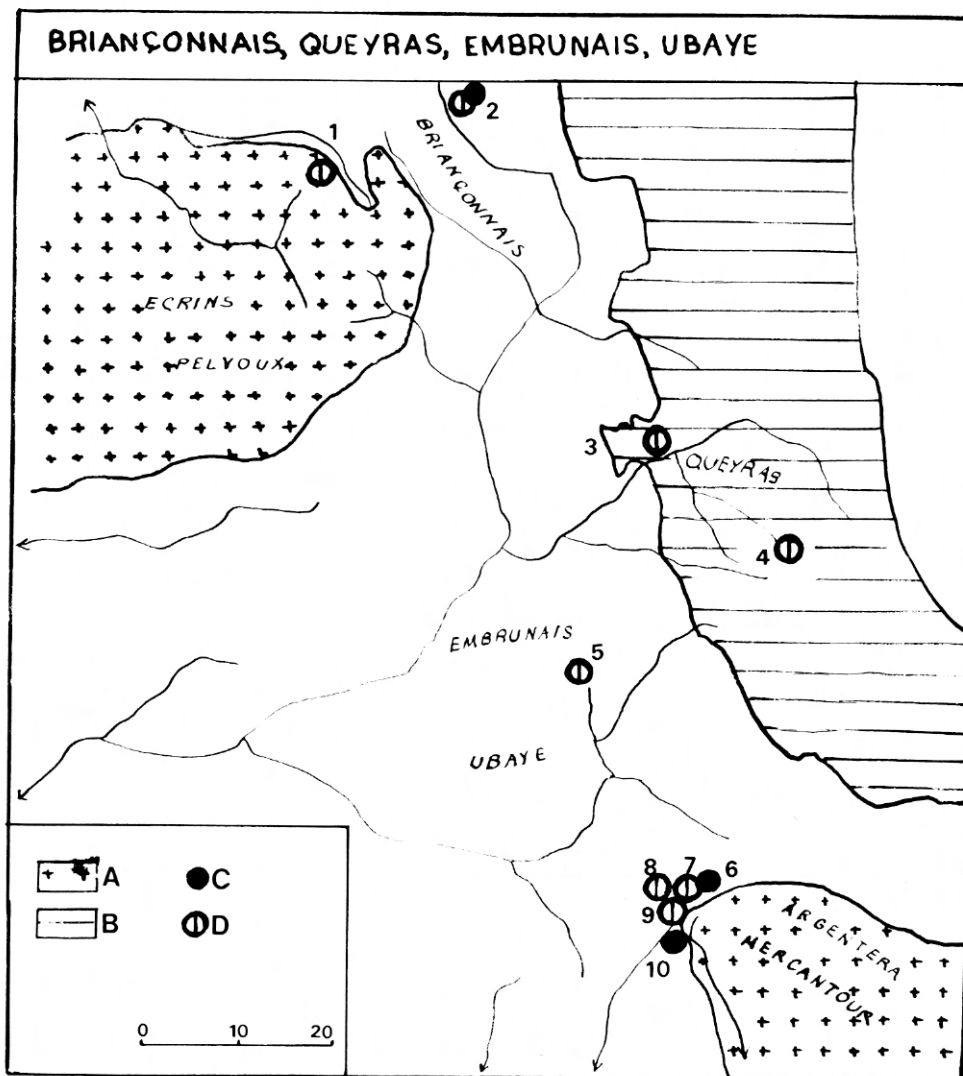 BRIANÇONNAIS, QUEYRAS, EMBRUNAIS, UBAYE
2
1
BRIANÇONNAIS
ECRINS
PELVOUX
3
QUEYRAS
4
EMBRUNAIS
5
UBAYE
8 7 6
9
10
ARGENTERA
MERCANTOUR
A C
B D
0 10 20